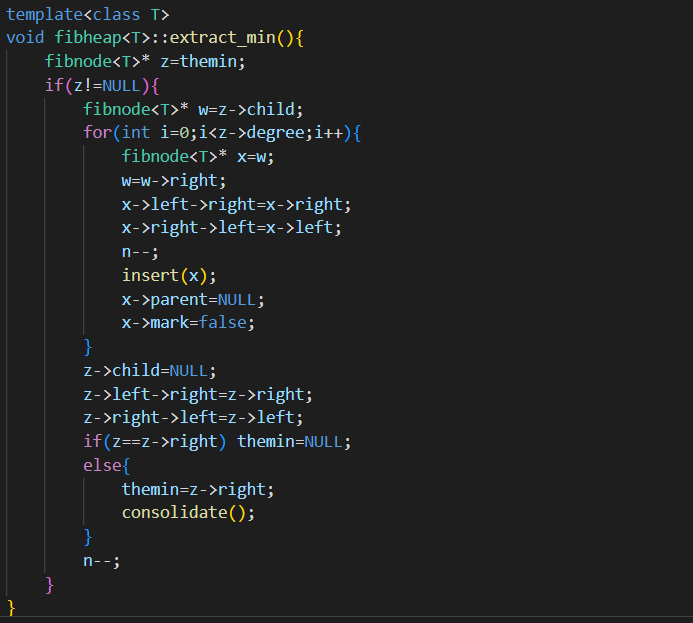 template<class T>
void fibheap<T>::extract_min(){
    fibnode<T>* z=themin;
    if(z!=NULL){
        fibnode<T>* w=z->child;
        for(int i=0;i<z->degree;i++){
            fibnode<T>* x=w;
            w=w->right;
            x->left->right=x->right;
            x->right->left=x->left;
            n--;
            insert(x);
            x->parent=NULL;
            x->mark=false;
        }
        z->child=NULL;
        z->left->right=z->right;
        z->right->left=z->left;
        if(z==z->right) themin=NULL;
        else{
            themin=z->right;
            consolidate();
        }
        n--;
    }
}